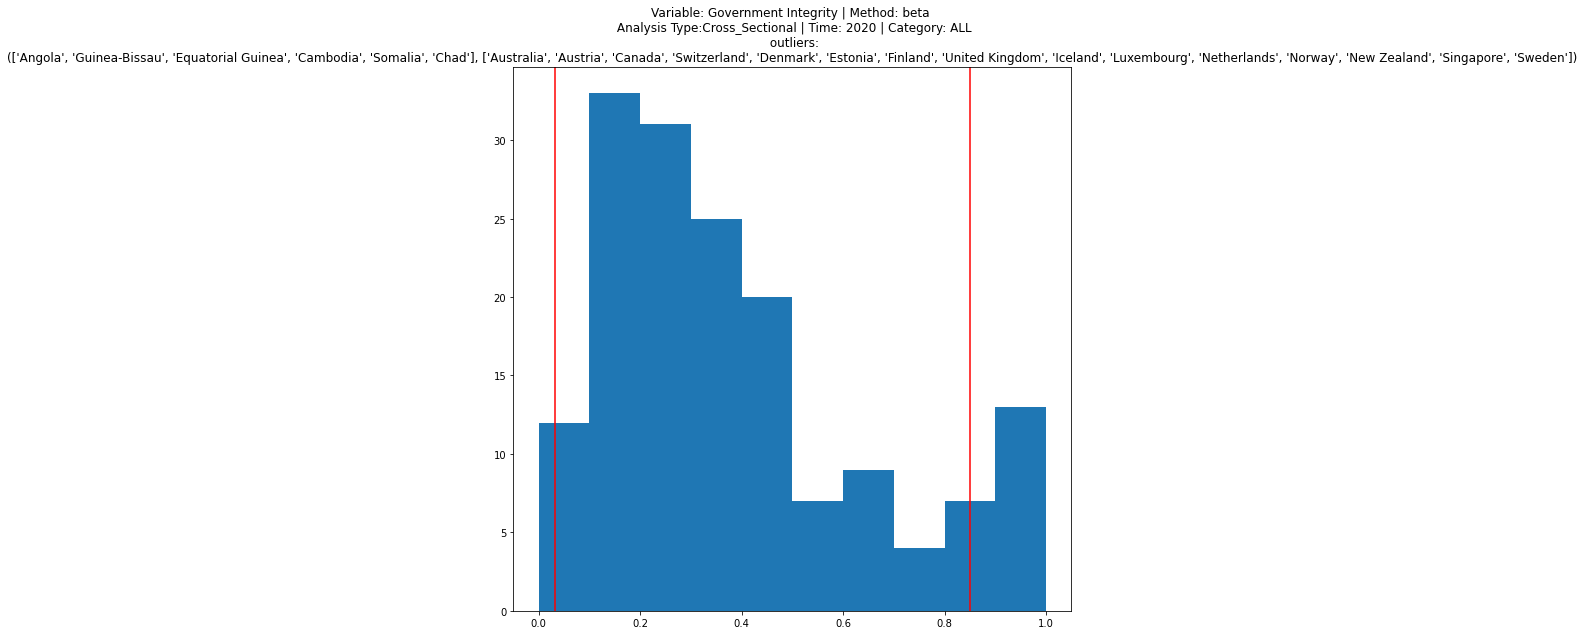 Variable: Government Integrity | Method: beta
Analysis Type:Cross_Sectional | Time: 2020 | Category: ALL
outliers:
(['Angola', 'Guinea-Bissau', 'Equatorial Guinea', 'Cambodia', 'Somalia', 'Chad'], ['Australia', 'Austria', 'Canada', 'Switzerland', 'Denmark', 'Estonia', 'Finland', 'United Kingdom', 'Iceland', 'Luxembourg', 'Netherlands', 'Norway', 'New Zealand', 'Singapore', 'Sweden'])
30
25
20
15
10
5
0
0.0 0.2 0.4 0.6 0.8 1.0